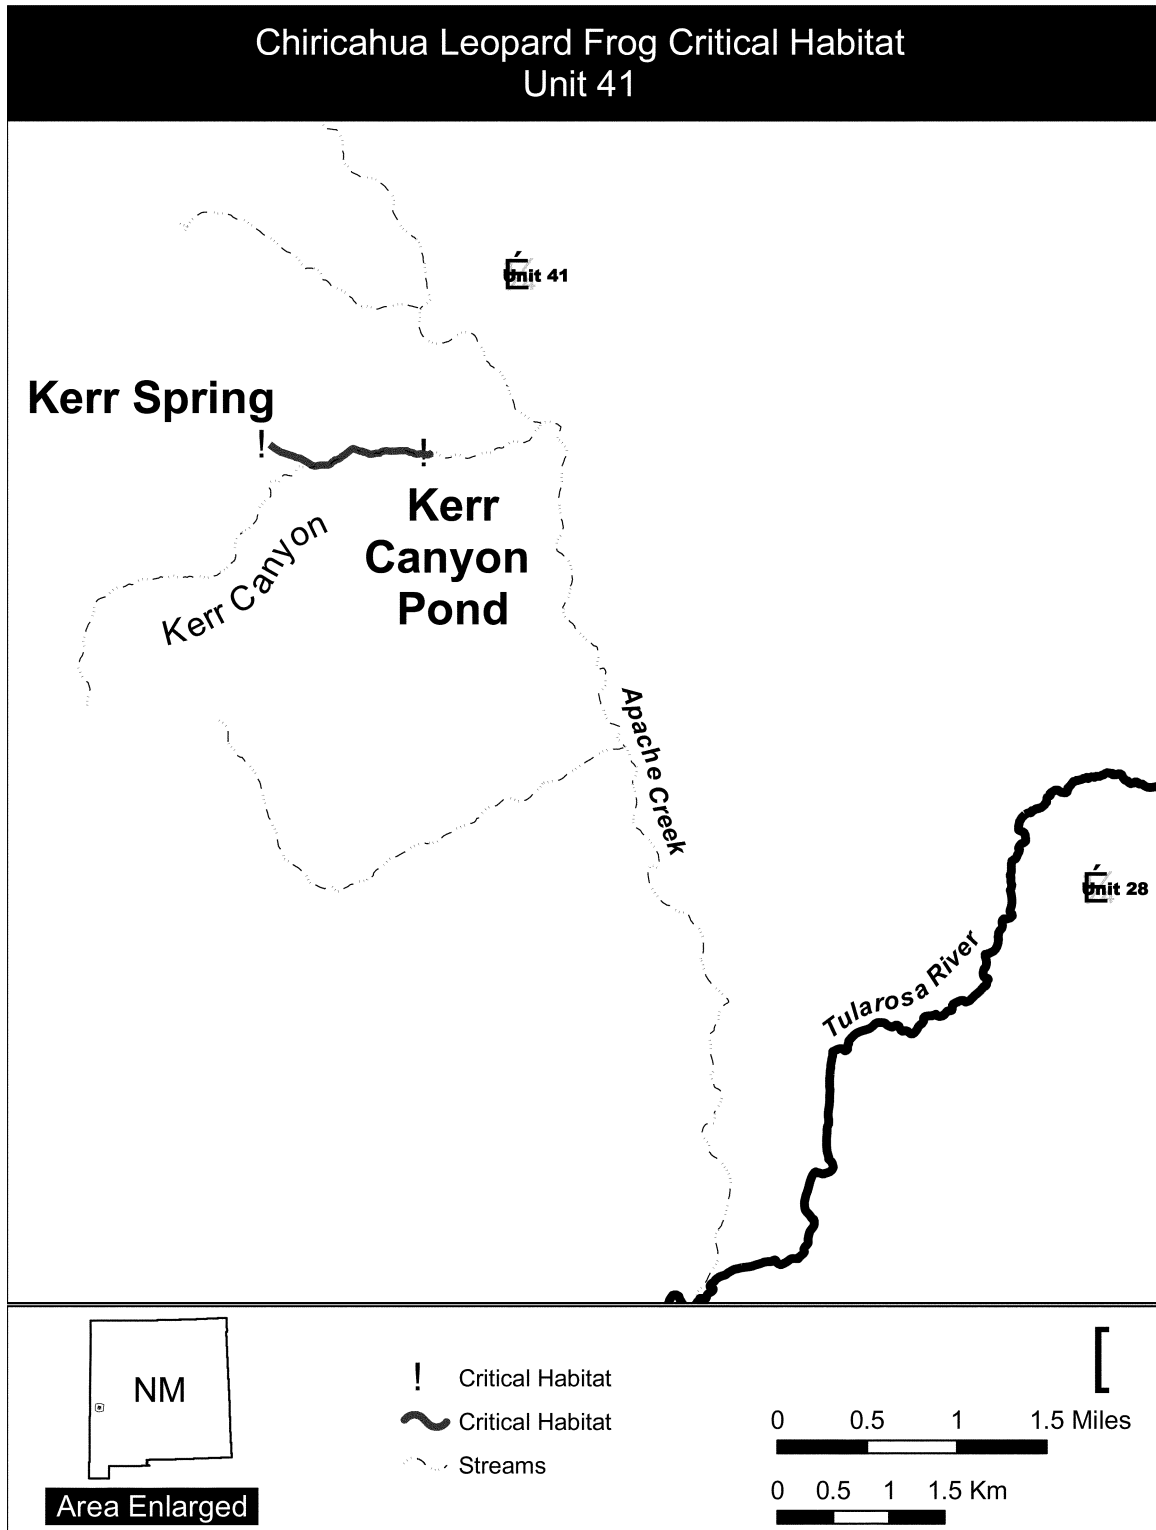 Chiricahua Leopard Frog Critical Habitat
Unit 41
Unit 41
Kerr Spring
!
!
Kerr
Canyon
Pond
Kerr Canyon
Apache Creek
Unit 28
Tularosa River
NM
Area Enlarged
! Critical Habitat
Critical Habitat
Streams
[
0 0.5 1 1.5 Miles
0 0.5 1 1.5 Km